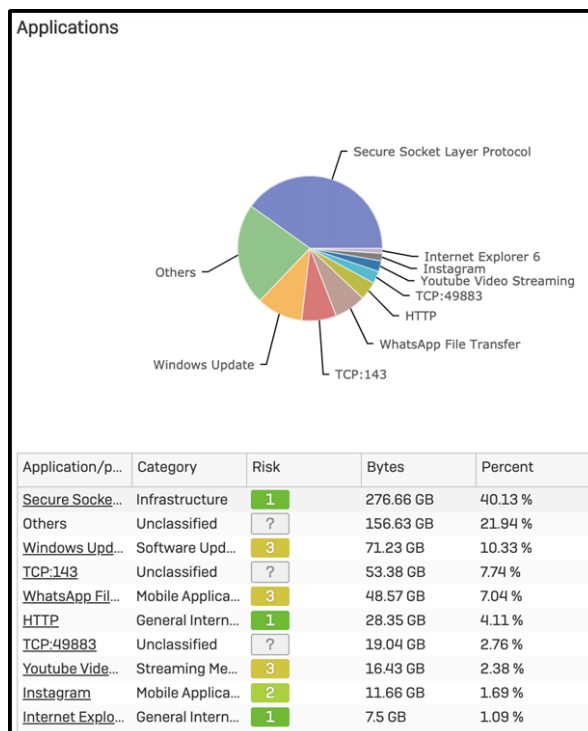 Applications
Secure Socket Layer Protocol
Internet Explorer 6
Instagram
Youtube Video Streaming
TCP:49883
HTTP
WhatsApp File Transfer
TCP:143
Windows Update
Others
Application/p... Category Risk Bytes Percent
Secure Socke... Infrastructure 1 276.66 GB 40.13 %
Others Unclassified ? 156.63 GB 21.94 %
Windows Upd... Software Upd... 3 71.23 GB 10.33 %
TCP:143 Unclassified ? 53.38 GB 7.74 %
WhatsApp Fil... Mobile Applica... 3 48.57 GB 7.04 %
HTTP General Intern... 1 28.35 GB 4.11 %
TCP:49883 Unclassified ? 19.04 GB 2.76 %
Youtube Vide... Streaming Me... 3 16.43 GB 2.38 %
Instagram Mobile Applica... 2 11.66 GB 1.69 %
Internet Explo... General Intern... 1 7.5 GB 1.09 %